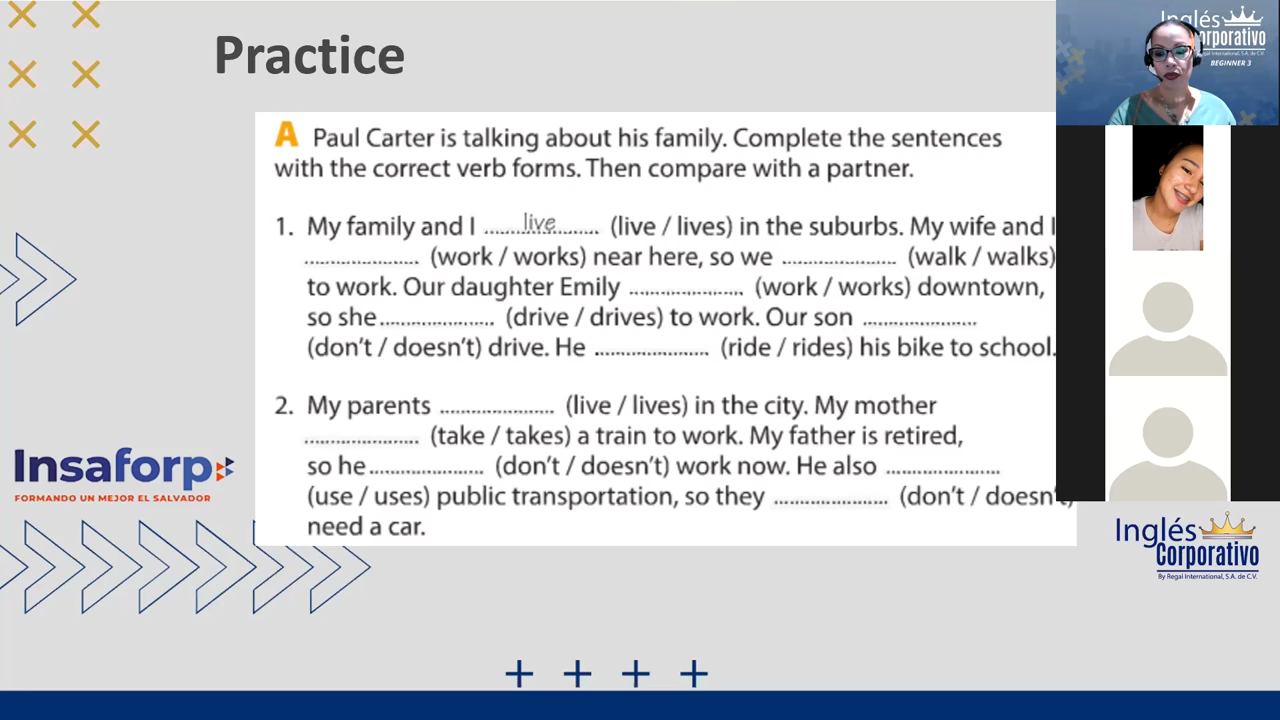 Practice
A Paul Carter is talking about his family. Complete the sentences
with the correct verb forms. Then compare with a partner.
1. My family and I ........live........ (live / lives) in the suburbs. My wife and I
...................... (work / works) near here, so we ...................... (walk / walks)
to work. Our daughter Emily ...................... (work / works) downtown,
so she...................... (drive / drives) to work. Our son ......................
(don't / doesn't) drive. He ...................... (ride / rides) his bike to school.
2. My parents ...................... (live / lives) in the city. My mother
...................... (take / takes) a train to work. My father is retired,
so he...................... (don't / doesn't) work now. He also ......................
(use / uses) public transportation, so they ...................... (don't / doesn't)
need a car.
Insaforp
FORMANDO UN MEJOR EL SALVADOR
Inglés
Corporativo
By Regal International, S.A. de C.V.
Inglés
orporativo
Regal International, S.A. de C.V.
BEGINNER 3